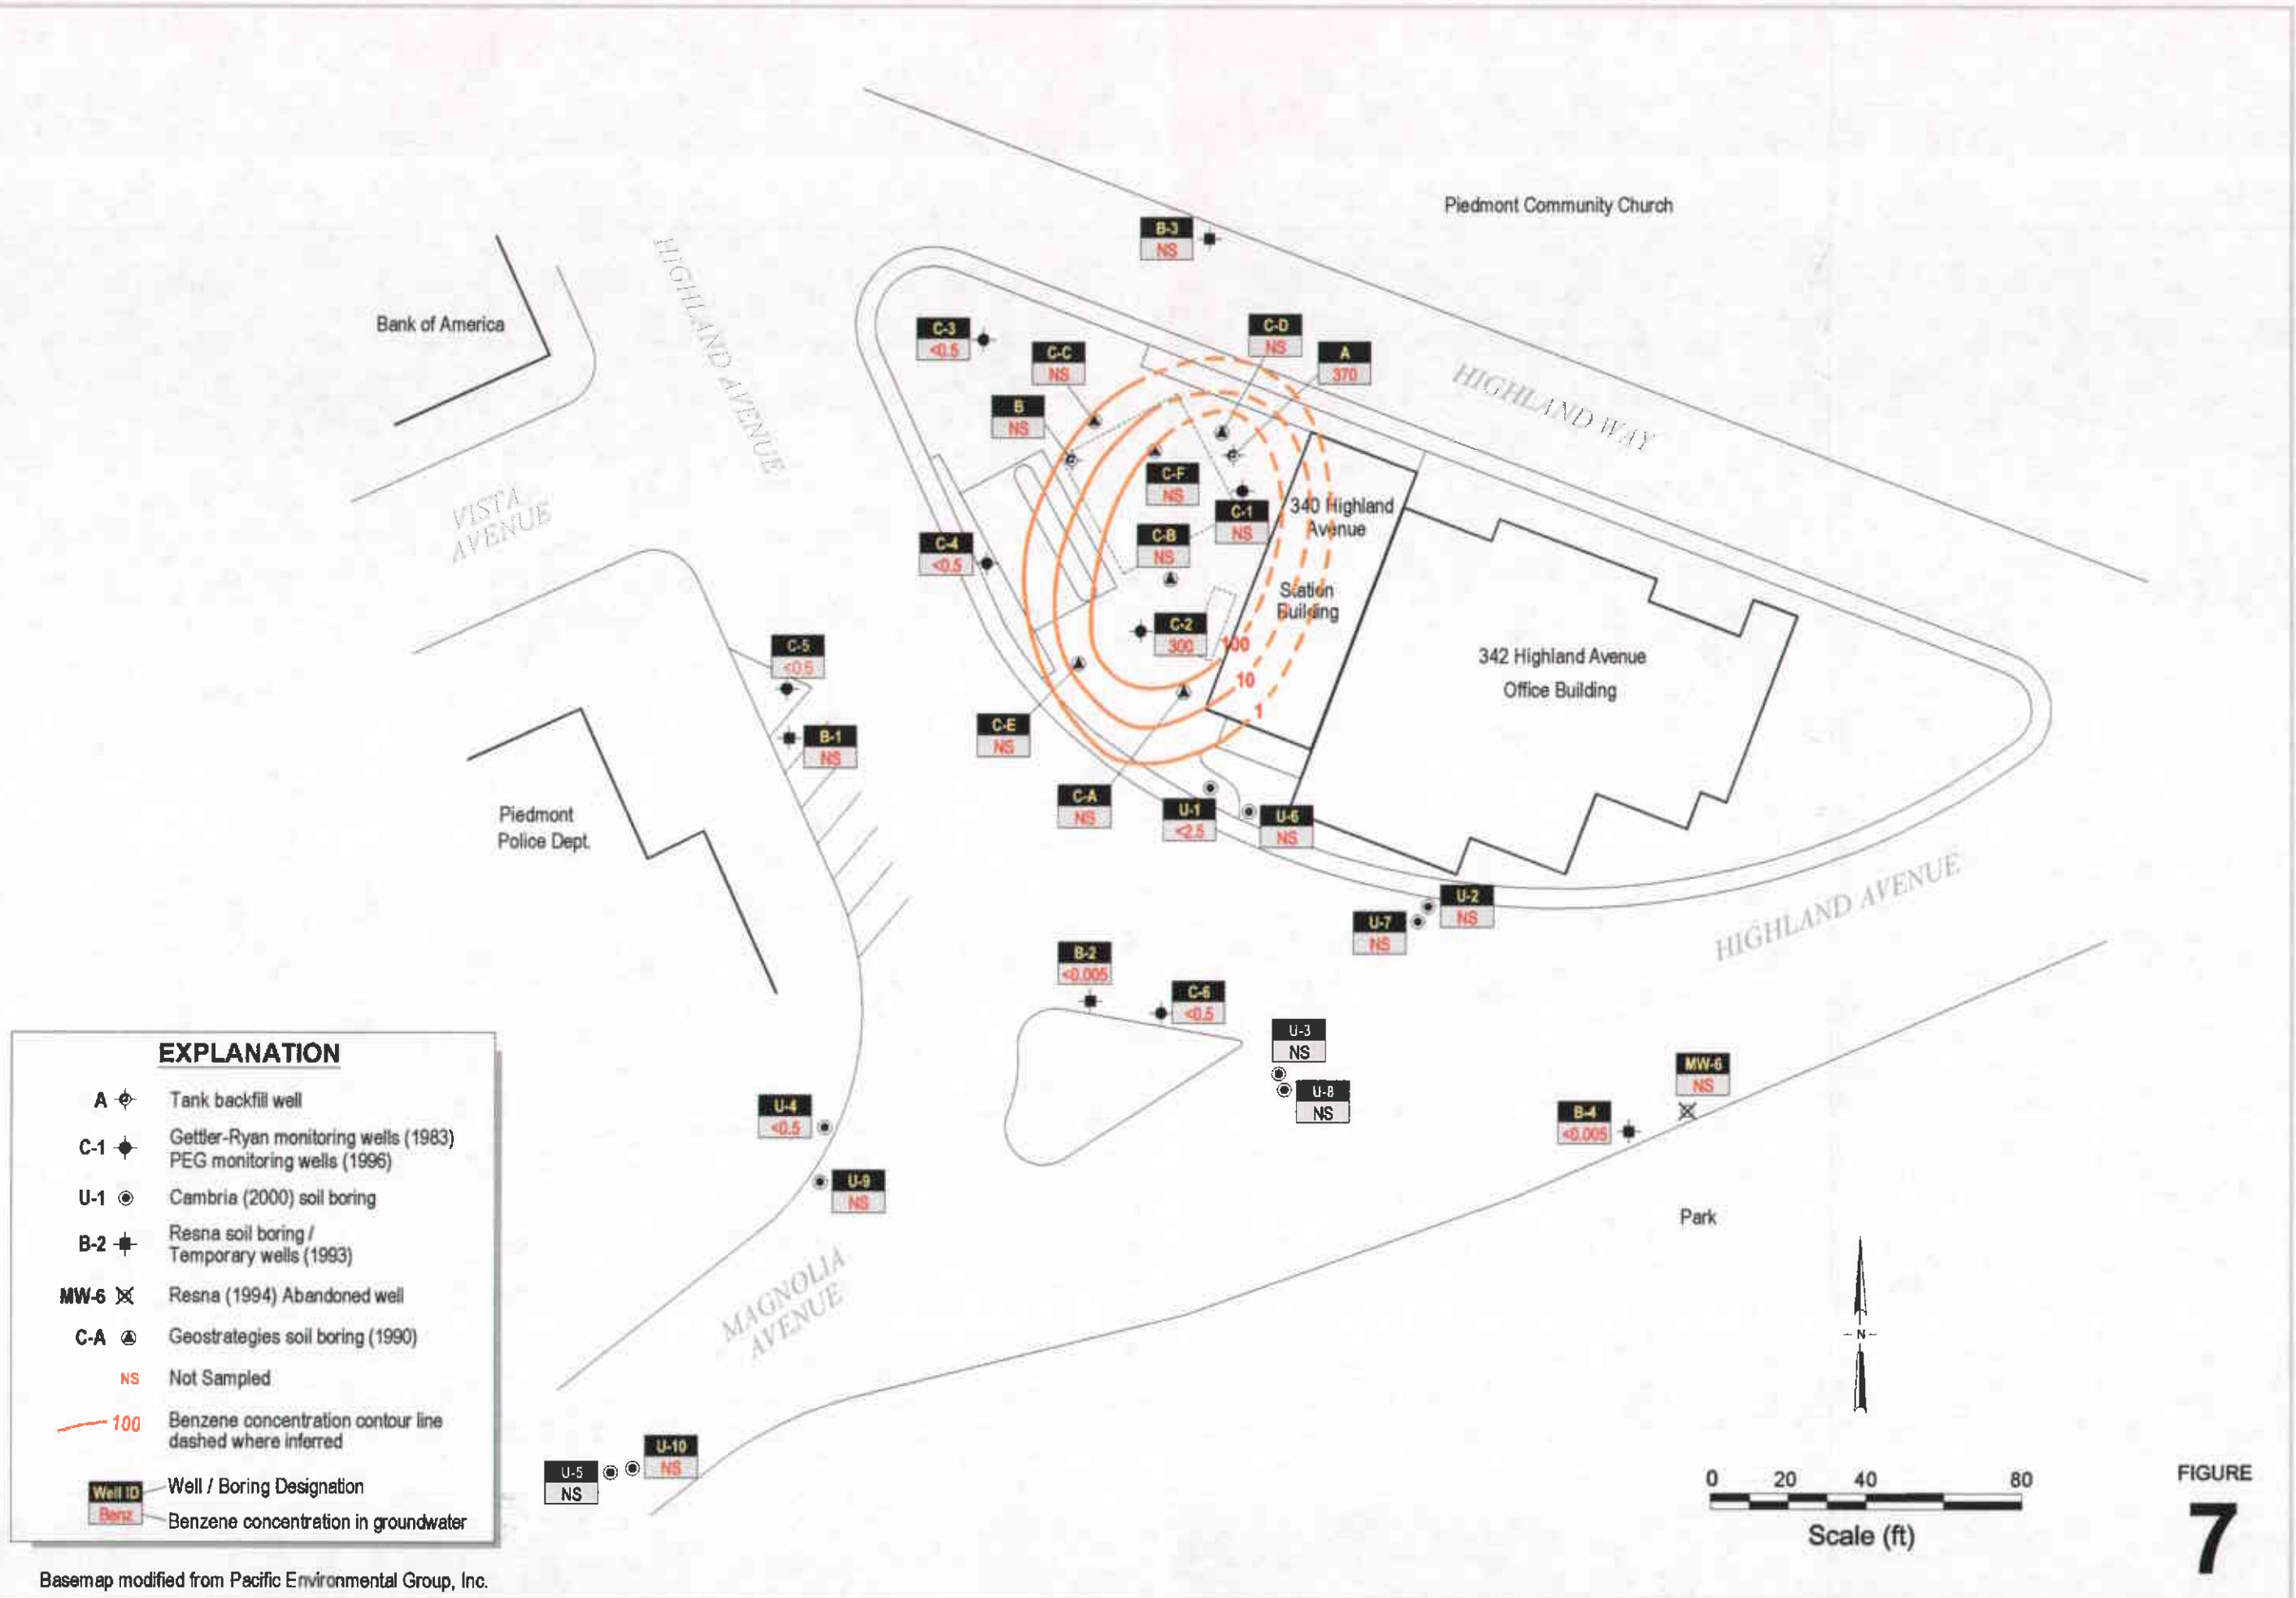 Piedmont Community Church
B-3
NS
HIGHLAND AVENUE
Bank of America
C-3
<0.5
C-C
NS
C-D
NS
A
370
HIGHLAND WAY
B
NS
C-F
NS
C-1
NS
340 Highland
Avenue
VISTA
AVENUE
C-4
<0.5
C-B
NS
Station
Building
C-2
300
100
10
1
342 Highland Avenue
Office Building
C-5
<0.5
B-1
NS
C-E
NS
C-A
NS
U-1
<2.5
U-6
NS
Piedmont
Police Dept.
U-2
NS
U-7
NS
HIGHLAND AVENUE
B-2
<0.005
C-6
<0.5
U-3
NS
U-8
NS
MW-6
NS
B-4
<0.005
U-4
<0.5
U-9
NS
Park
MAGNOLIA
AVENUE
U-10
NS
U-5
NS
EXPLANATION
A Tank backfill well
C-1 Gettler-Ryan monitoring wells (1983)
PEG monitoring wells (1996)
U-1 Cambria (2000) soil boring
B-2 Resna soil boring /
Temporary wells (1993)
MW-6 Resna (1994) Abandoned well
C-A Geostrategies soil boring (1990)
NS Not Sampled
100 Benzene concentration contour line
dashed where inferred
Well ID Well / Boring Designation
Benz Benzene concentration in groundwater
Basemap modified from Pacific Environmental Group, Inc.
N
0 20 40 80
Scale (ft)
FIGURE
7